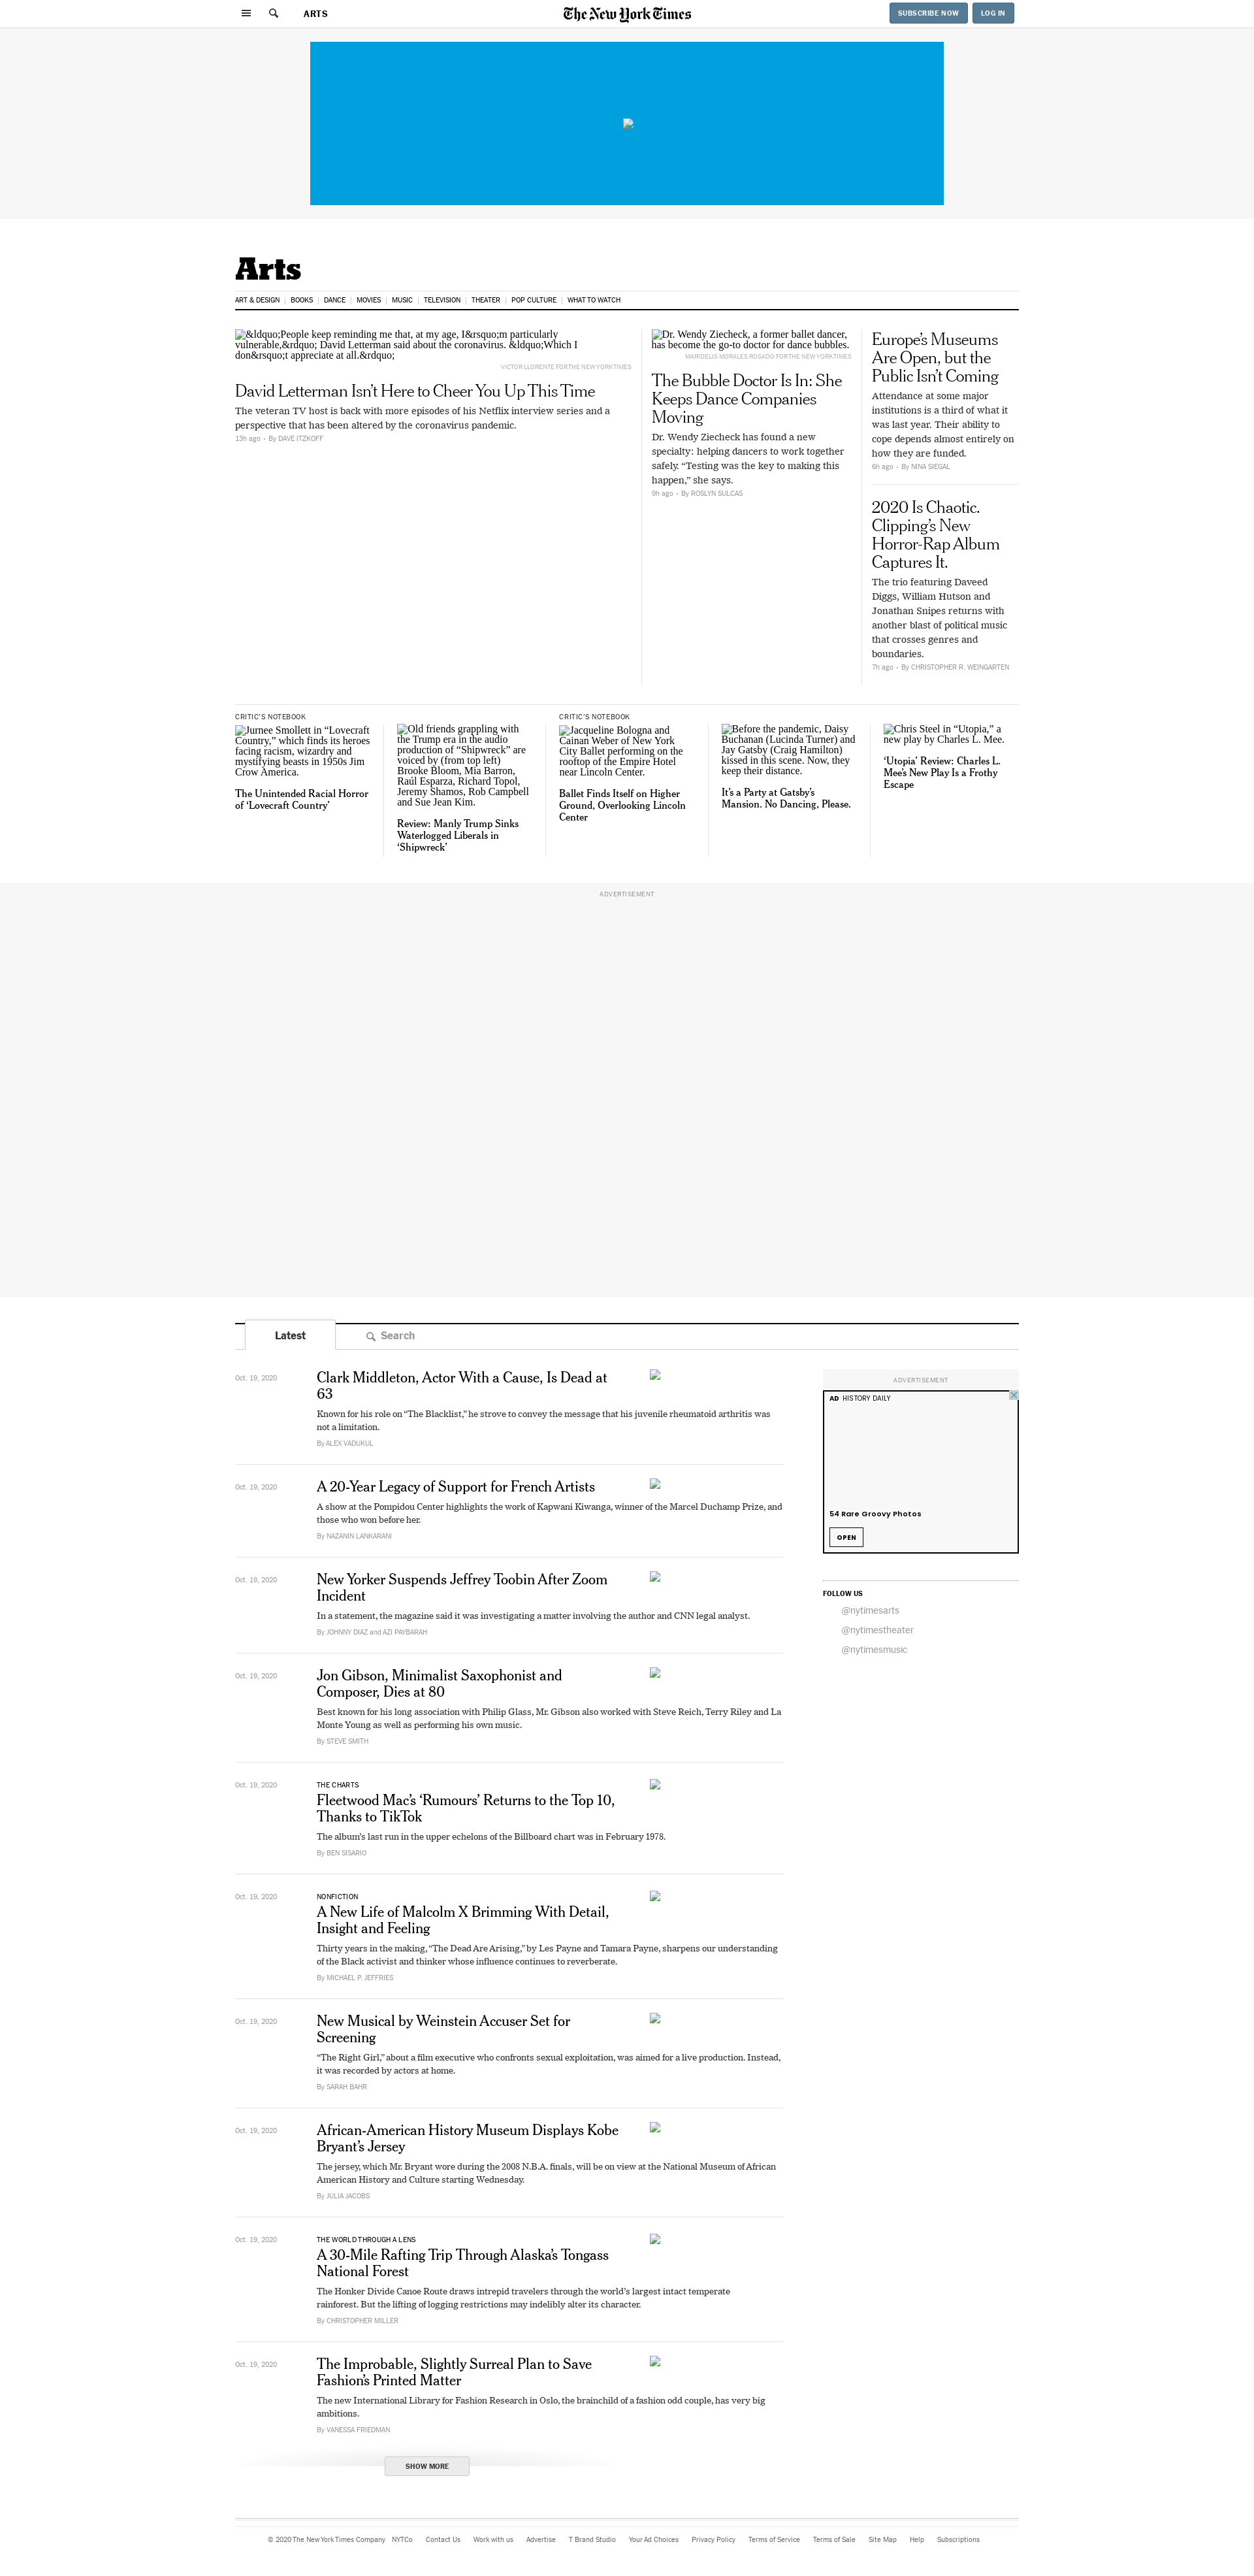 ARTS
The New York Times
SUBSCRIBE NOW
LOG IN
Arts
ART & DESIGN
BOOKS
DANCE
MOVIES
MUSIC
TELEVISION
THEATER
POP CULTURE
WHAT TO WATCH
&ldquo;People keep reminding me that, at my age, I&rsquo;m particularly
vulnerable,&rdquo; David Letterman said about the coronavirus. &ldquo;Which I
don&rsquo;t appreciate at all.&rdquo;
VICTOR LLORENTE FOR THE NEW YORK TIMES
David Letterman Isn’t Here to Cheer You Up This Time
The veteran TV host is back with more episodes of his Netflix interview series and a
perspective that has been altered by the coronavirus pandemic.
13h ago • By DAVE ITZKOFF
Dr. Wendy Ziecheck, a former ballet dancer,
has become the go-to doctor for dance bubbles.
MARIDELIS MORALES ROSADO FOR THE NEW YORK TIMES
The Bubble Doctor Is In: She
Keeps Dance Companies
Moving
Dr. Wendy Ziecheck has found a new
specialty: helping dancers to work together
safely. “Testing was the key to making this
happen,” she says.
9h ago • By ROSLYN SULCAS
Europe’s Museums
Are Open, but the
Public Isn’t Coming
Attendance at some major
institutions is a third of what it
was last year. Their ability to
cope depends almost entirely on
how they are funded.
6h ago • By NINA SIEGAL
2020 Is Chaotic.
Clipping’s New
Horror-Rap Album
Captures It.
The trio featuring Daveed
Diggs, William Hutson and
Jonathan Snipes returns with
another blast of political music
that crosses genres and
boundaries.
7h ago • By CHRISTOPHER R. WEINGARTEN
CRITIC’S NOTEBOOK
Jurnee Smollett in “Lovecraft
Country,” which finds its heroes
facing racism, wizardry and
mystifying beasts in 1950s Jim
Crow America.
The Unintended Racial Horror
of ‘Lovecraft Country’
Old friends grappling with
the Trump era in the audio
production of “Shipwreck” are
voiced by (from top left)
Brooke Bloom, Mia Barron,
Raúl Esparza, Richard Topol,
Jeremy Shamos, Rob Campbell
and Sue Jean Kim.
Review: Manly Trump Sinks
Waterlogged Liberals in
‘Shipwreck’
CRITIC’S NOTEBOOK
Jacqueline Bologna and
Cainan Weber of New York
City Ballet performing on the
rooftop of the Empire Hotel
near Lincoln Center.
Ballet Finds Itself on Higher
Ground, Overlooking Lincoln
Center
Before the pandemic, Daisy
Buchanan (Lucinda Turner) and
Jay Gatsby (Craig Hamilton)
kissed in this scene. Now, they
keep their distance.
It’s a Party at Gatsby’s
Mansion. No Dancing, Please.
Chris Steel in “Utopia,” a
new play by Charles L. Mee.
‘Utopia’ Review: Charles L.
Mee’s New Play Is a Frothy
Escape
ADVERTISEMENT
Latest
Search
Oct. 19, 2020
Clark Middleton, Actor With a Cause, Is Dead at
63
Known for his role on “The Blacklist,” he strove to convey the message that his juvenile rheumatoid arthritis was
not a limitation.
By ALEX VADUKUL
Oct. 19, 2020
A 20-Year Legacy of Support for French Artists
A show at the Pompidou Center highlights the work of Kapwani Kiwanga, winner of the Marcel Duchamp Prize, and
those who won before her.
By NAZANIN LANKARANI
Oct. 19, 2020
New Yorker Suspends Jeffrey Toobin After Zoom
Incident
In a statement, the magazine said it was investigating a matter involving the author and CNN legal analyst.
By JOHNNY DIAZ and AZI PAYBARAH
Oct. 19, 2020
Jon Gibson, Minimalist Saxophonist and
Composer, Dies at 80
Best known for his long association with Philip Glass, Mr. Gibson also worked with Steve Reich, Terry Riley and La
Monte Young as well as performing his own music.
By STEVE SMITH
Oct. 19, 2020
THE CHARTS
Fleetwood Mac’s ‘Rumours’ Returns to the Top 10,
Thanks to TikTok
The album’s last run in the upper echelons of the Billboard chart was in February 1978.
By BEN SISARIO
Oct. 19, 2020
NONFICTION
A New Life of Malcolm X Brimming With Detail,
Insight and Feeling
Thirty years in the making, “The Dead Are Arising,” by Les Payne and Tamara Payne, sharpens our understanding
of the Black activist and thinker whose influence continues to reverberate.
By MICHAEL P. JEFFRIES
Oct. 19, 2020
New Musical by Weinstein Accuser Set for
Screening
“The Right Girl,” about a film executive who confronts sexual exploitation, was aimed for a live production. Instead,
it was recorded by actors at home.
By SARAH BAHR
Oct. 19, 2020
African-American History Museum Displays Kobe
Bryant’s Jersey
The jersey, which Mr. Bryant wore during the 2008 N.B.A. finals, will be on view at the National Museum of African
American History and Culture starting Wednesday.
By JULIA JACOBS
Oct. 19, 2020
THE WORLD THROUGH A LENS
A 30-Mile Rafting Trip Through Alaska’s Tongass
National Forest
The Honker Divide Canoe Route draws intrepid travelers through the world’s largest intact temperate
rainforest. But the lifting of logging restrictions may indelibly alter its character.
By CHRISTOPHER MILLER
Oct. 19, 2020
The Improbable, Slightly Surreal Plan to Save
Fashion’s Printed Matter
The new International Library for Fashion Research in Oslo, the brainchild of a fashion odd couple, has very big
ambitions.
By VANESSA FRIEDMAN
SHOW MORE
ADVERTISEMENT
AD HISTORY DAILY
54 Rare Groovy Photos
OPEN
FOLLOW US
@nytimesarts
@nytimestheater
@nytimesmusic
© 2020 The New York Times Company
NYTCo
Contact Us
Work with us
Advertise
T Brand Studio
Your Ad Choices
Privacy Policy
Terms of Service
Terms of Sale
Site Map
Help
Subscriptions